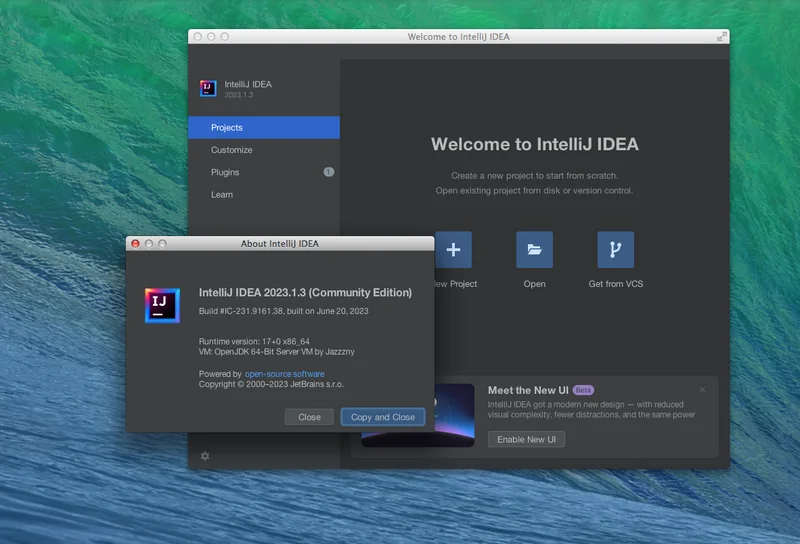 Welcome to IntelliJ IDEA
IntelliJ IDEA
2023.1.3
Projects
Customize
Plugins
1
Learn
Welcome to IntelliJ IDEA
Create a new project to start from scratch.
Open existing project from disk or version control.
Project
Open
Get from VCS
About IntelliJ IDEA
IJ
IntelliJ IDEA 2023.1.3 (Community Edition)
Build #IC-231.9161.38, built on June 20, 2023
Runtime version: 17+0 x86_64
VM: OpenJDK 64-Bit Server VM by Jazzzny
Powered by open-source software
Copyright © 2000–2023 JetBrains s.r.o.
Close
Copy and Close
Meet the New UI Beta
IntelliJ IDEA got a modern new design — with reduced
visual complexity, fewer distractions, and the same power
Enable New UI